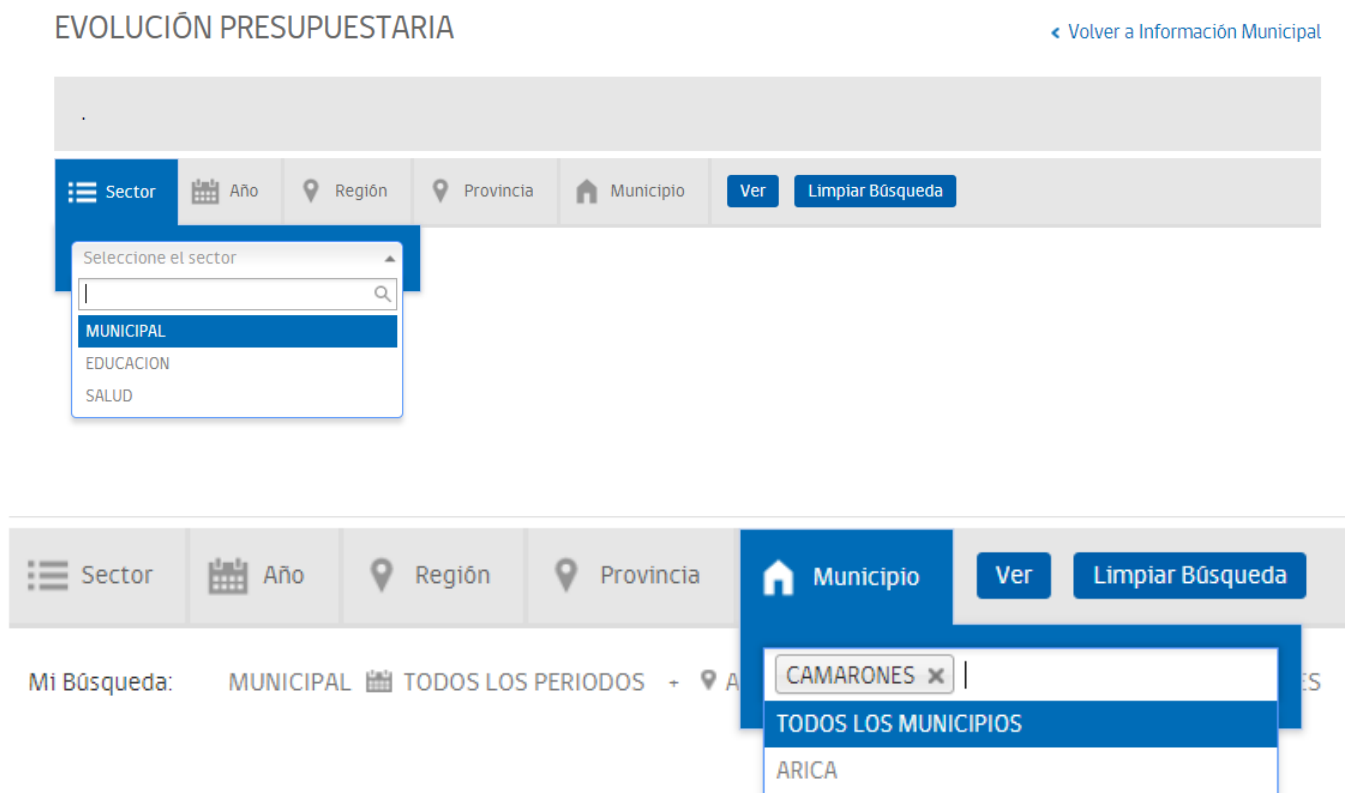 EVOLUCIÓN PRESUPUESTARIA
Volver a Información Municipal
.
Sector Año Región Provincia Municipio Ver Limpiar Búsqueda
Seleccione el sector
MUNICIPAL
EDUCACION
SALUD
Sector Año Región Provincia Municipio Ver Limpiar Búsqueda
Mi Búsqueda: MUNICIPAL TODOS LOS PERIODOS + A
CAMARONES
TODOS LOS MUNICIPIOS
ARICA